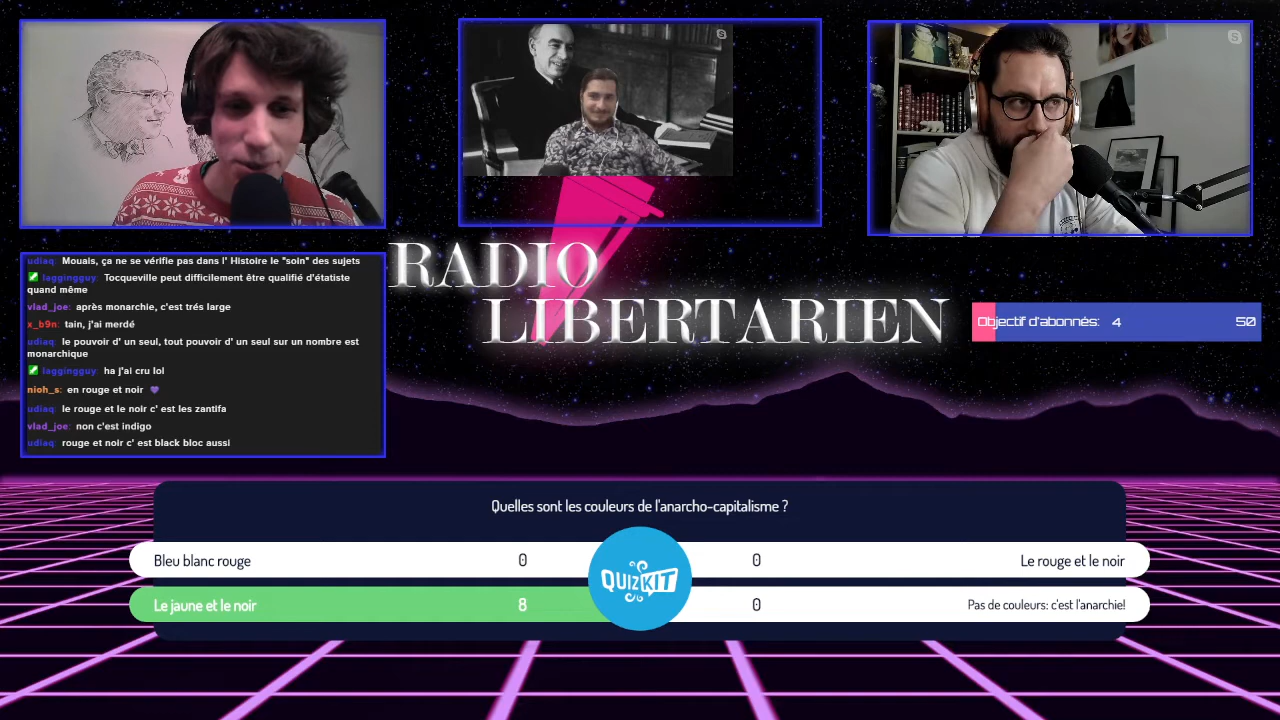 RADIO
LIBERTARIEN
udiaq: Mouais, ça ne se vérifie pas dans l' Histoire le "soin" des sujets
laggingguy: Tocqueville peut difficilement être qualifié d'étatiste
quand même
vlad_joe: après monarchie, c'est trés large
x_b9n: tain, j'ai merdé
udiaq: le pouvoir d' un seul, tout pouvoir d' un seul sur un nombre est
monarchique
laggingguy: ha j'ai cru lol
nioh_s: en rouge et noir 💜
udiaq: le rouge et le noir c' est les zantifa
vlad_joe: non c'est indigo
udiaq: rouge et noir c' est black bloc aussi
Objectif d'abonnés: 4 50
Quelles sont les couleurs de l'anarcho-capitalisme ?
Bleu blanc rouge 0
0 Le rouge et le noir
Le jaune et le noir 8
0 Pas de couleurs: c'est l'anarchie!
QUIZKIT